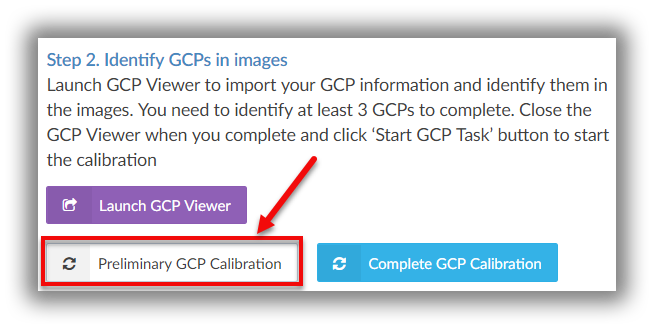 Step 2. Identify GCPs in images
Launch GCP Viewer to import your GCP information and identify them in
the images. You need to identify at least 3 GCPs to complete. Close the
GCP Viewer when you complete and click ‘Start GCP Task’ button to start
the calibration
Launch GCP Viewer
Preliminary GCP Calibration
Complete GCP Calibration